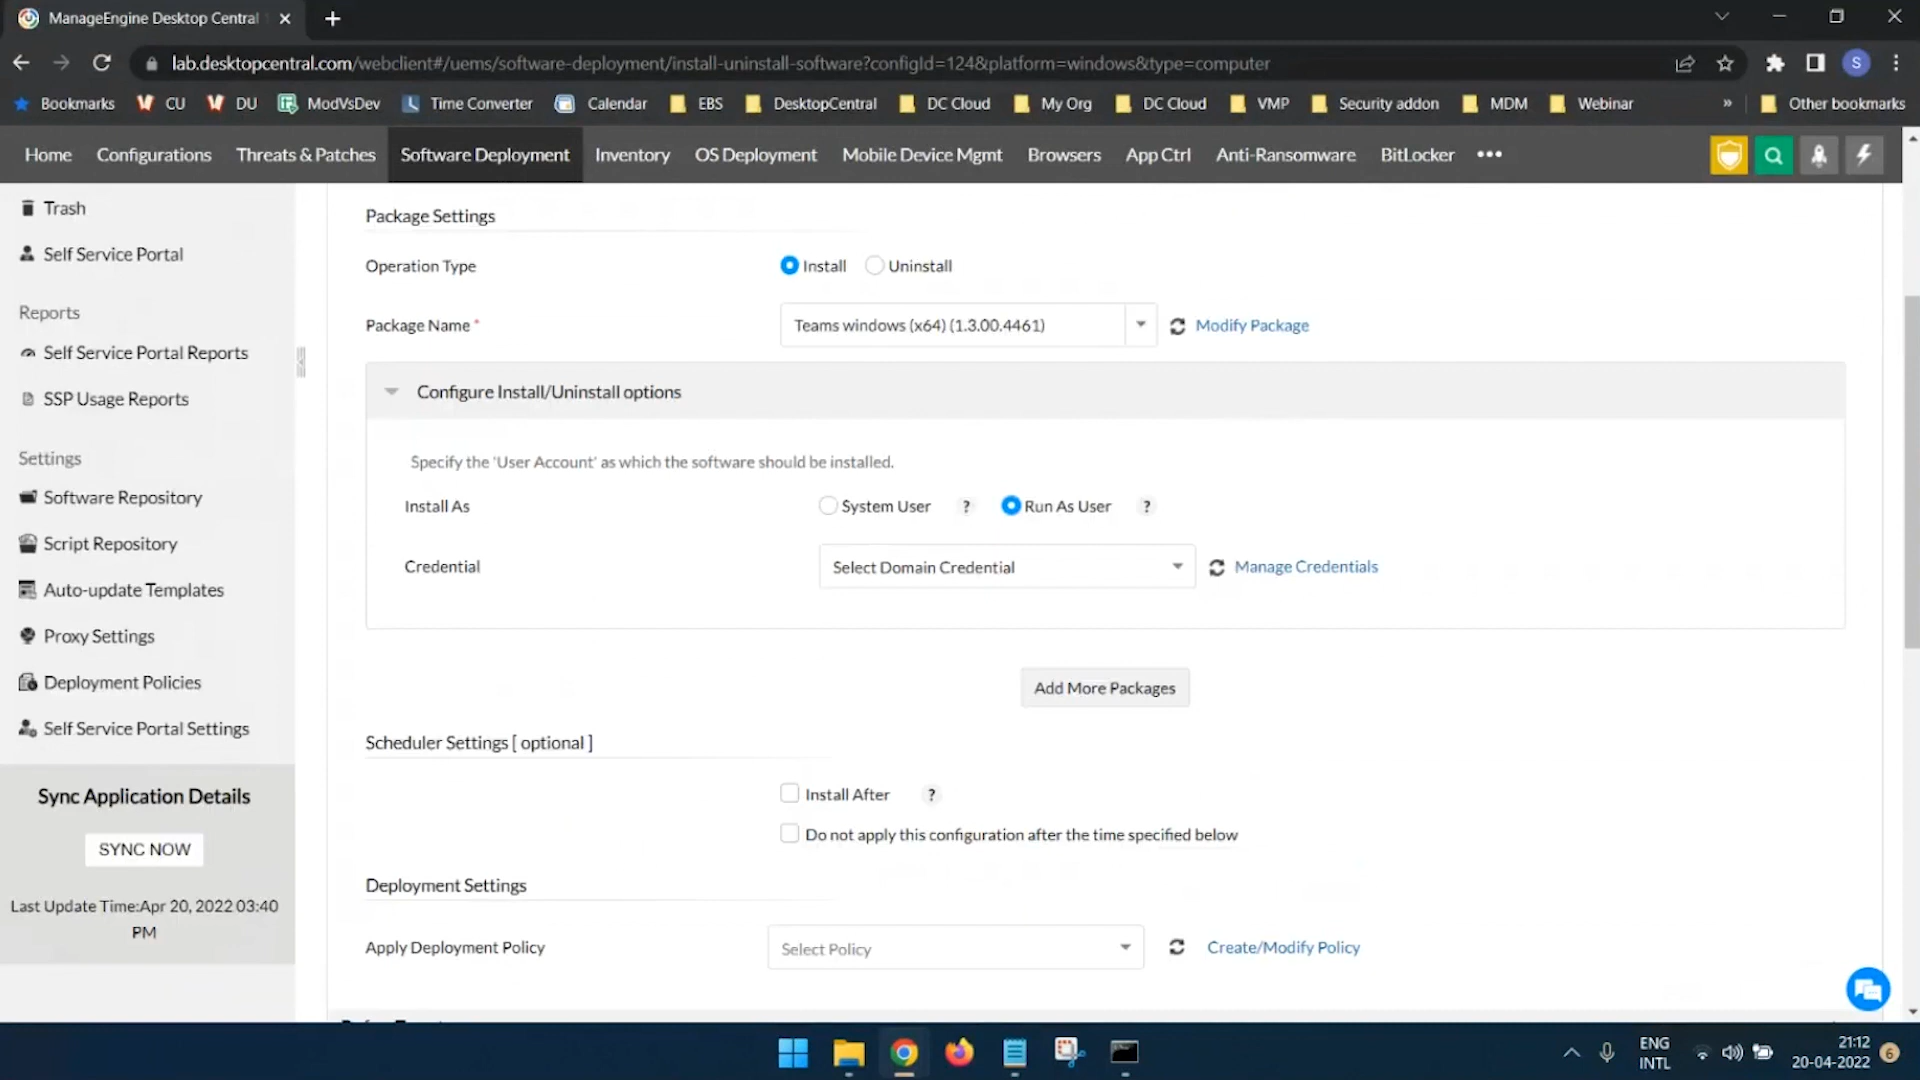 ManageEngine Desktop Central
lab.desktopcentral.com/webclient#/uems/software-deployment/install-uninstall-software?configId=124&platform=windows&type=computer
S
Bookmarks CU DU ModVsDev Time Converter Calendar EBS DesktopCentral DC Cloud My Org DC Cloud VMP Security addon MDM Webinar » Other bookmarks
Home Configurations Threats & Patches Software Deployment Inventory OS Deployment Mobile Device Mgmt Browsers App Ctrl Anti-Ransomware BitLocker •••
Trash
Self Service Portal
Reports
Self Service Portal Reports
SSP Usage Reports
Settings
Software Repository
Script Repository
Auto-update Templates
Proxy Settings
Deployment Policies
Self Service Portal Settings
Sync Application Details
SYNC NOW
Last Update Time:Apr 20, 2022 03:40
PM
Package Settings
Operation Type Install Uninstall
Package Name * Teams windows (x64) (1.3.00.4461) Modify Package
Configure Install/Uninstall options
Specify the 'User Account' as which the software should be installed.
Install As System User ? Run As User ?
Credential Select Domain Credential Manage Credentials
Add More Packages
Scheduler Settings [ optional ]
Install After ?
Do not apply this configuration after the time specified below
Deployment Settings
Apply Deployment Policy Select Policy Create/Modify Policy
ENG
INTL
21:12
20-04-2022
6